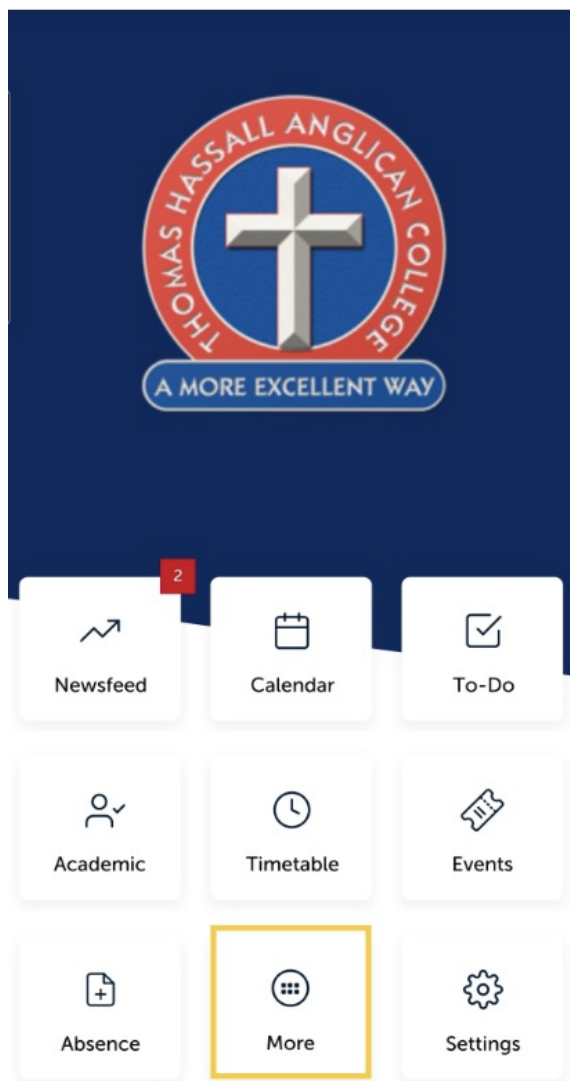 THOMAS HASSALL ANGLICAN COLLEGE
A MORE EXCELLENT WAY
2
Newsfeed
Calendar
To-Do
Academic
Timetable
Events
Absence
More
Settings